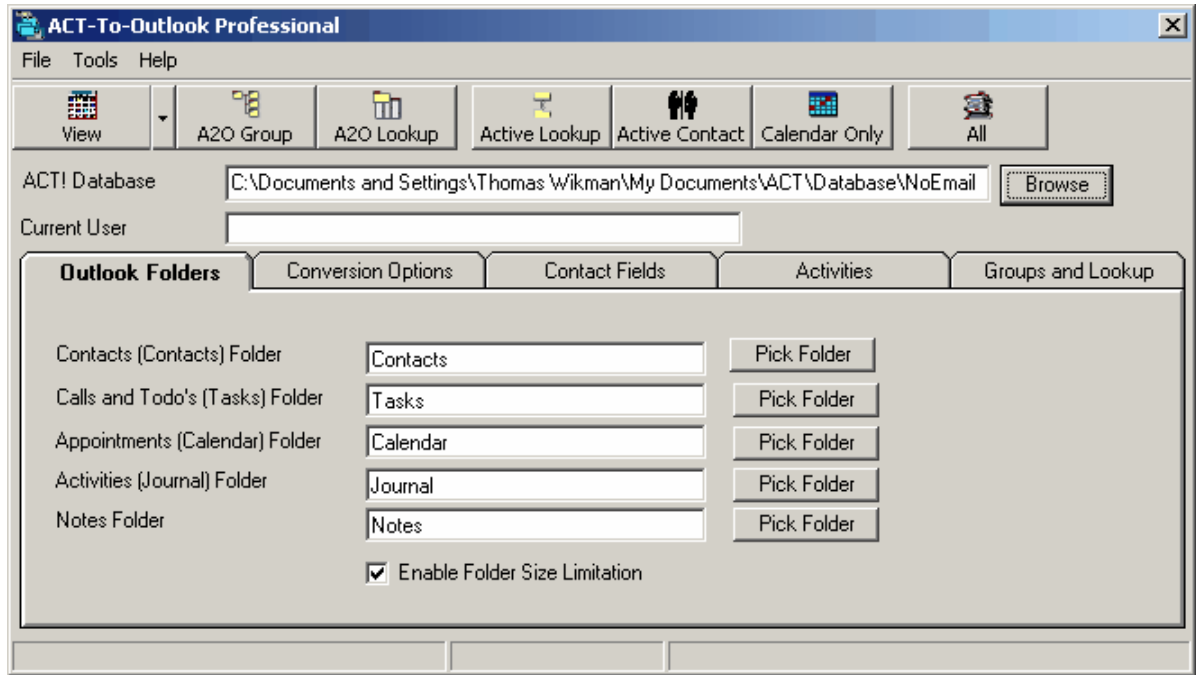 ACT-To-Outlook Professional
File Tools Help
View A2O Group A2O Lookup Active Lookup Active Contact Calendar Only All
ACT! Database C:\Documents and Settings\Thomas Wikman\My Documents\ACT\Database\NoEmail Browse
Current User
Outlook Folders Conversion Options Contact Fields Activities Groups and Lookup
Contacts (Contacts) Folder Contacts Pick Folder
Calls and Todo's (Tasks) Folder Tasks Pick Folder
Appointments (Calendar) Folder Calendar Pick Folder
Activities (Journal) Folder Journal Pick Folder
Notes Folder Notes Pick Folder
Enable Folder Size Limitation